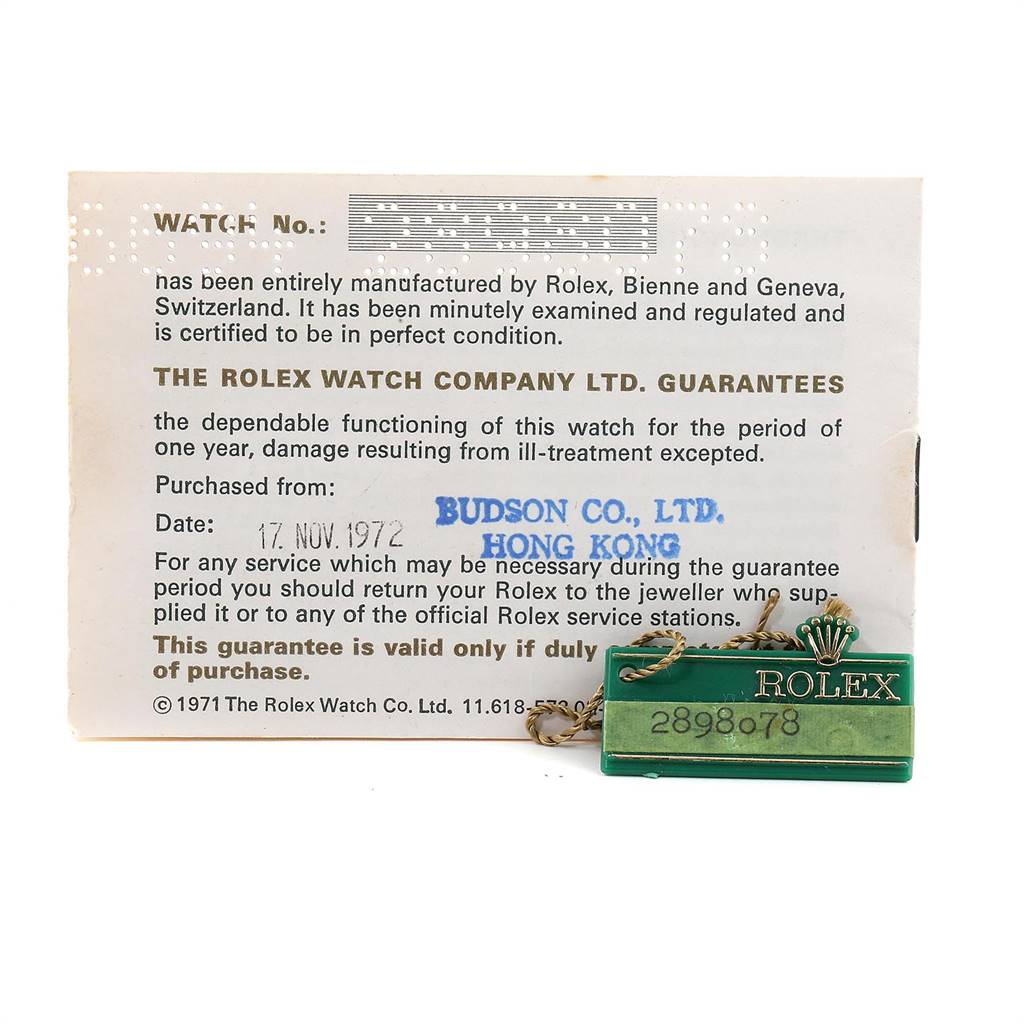 WATCH No.:
has been entirely manufactured by Rolex, Bienne and Geneva,
Switzerland. It has been minutely examined and regulated and
is certified to be in perfect condition.
THE ROLEX WATCH COMPANY LTD. GUARANTEES
the dependable functioning of this watch for the period of
one year, damage resulting from ill-treatment excepted.
Purchased from:
BUDSON CO., LTD.
HONG KONG
Date: 17. NOV. 1972
For any service which may be necessary during the guarantee
period you should return your Rolex to the jeweller who sup-
plied it or to any of the official Rolex service stations.
This guarantee is valid only if duly
of purchase.
© 1971 The Rolex Watch Co. Ltd. 11.618-
ROLEX
2898078